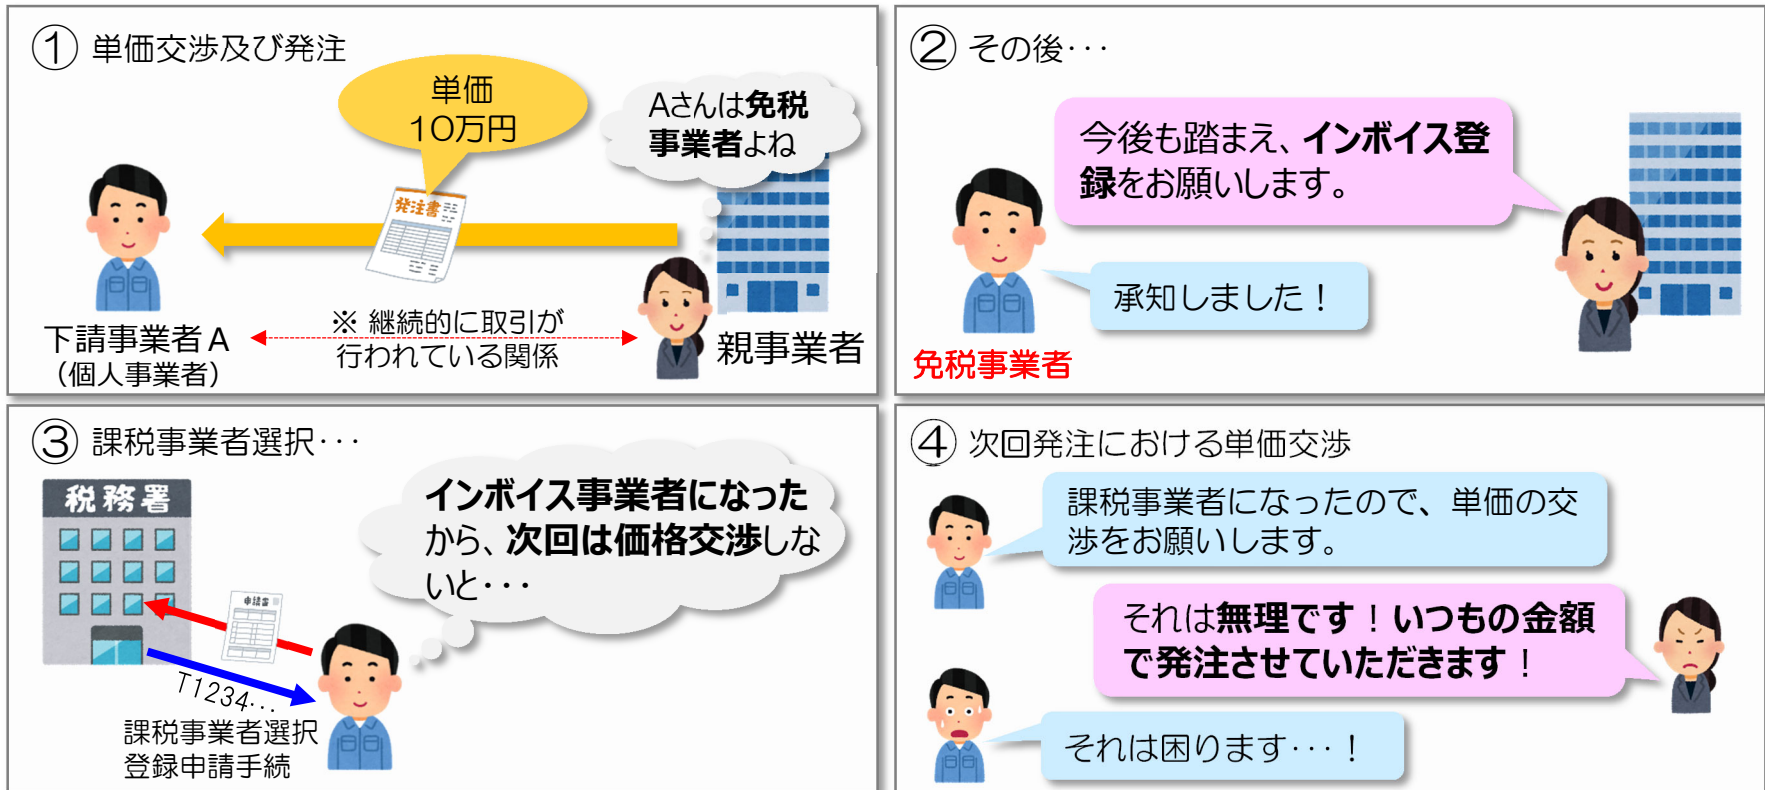 ① 単価交渉及び発注
単価
10万円
Aさんは免税
事業者よね
発注書
下請事業者A
（個人事業者）
※ 継続的に取引が
行われている関係
親事業者
② その後･･･
今後も踏まえ、インボイス登
録をお願いします。
承知しました！
免税事業者
③ 課税事業者選択･･･
税務署
インボイス事業者になった
から、次回は価格交渉しな
いと･･･
申請書
T1234･･･
課税事業者選択
登録申請手続
④ 次回発注における単価交渉
課税事業者になったので、単価の交
渉をお願いします。
それは無理です！いつもの金額
で発注させていただきます！
それは困ります･･･！